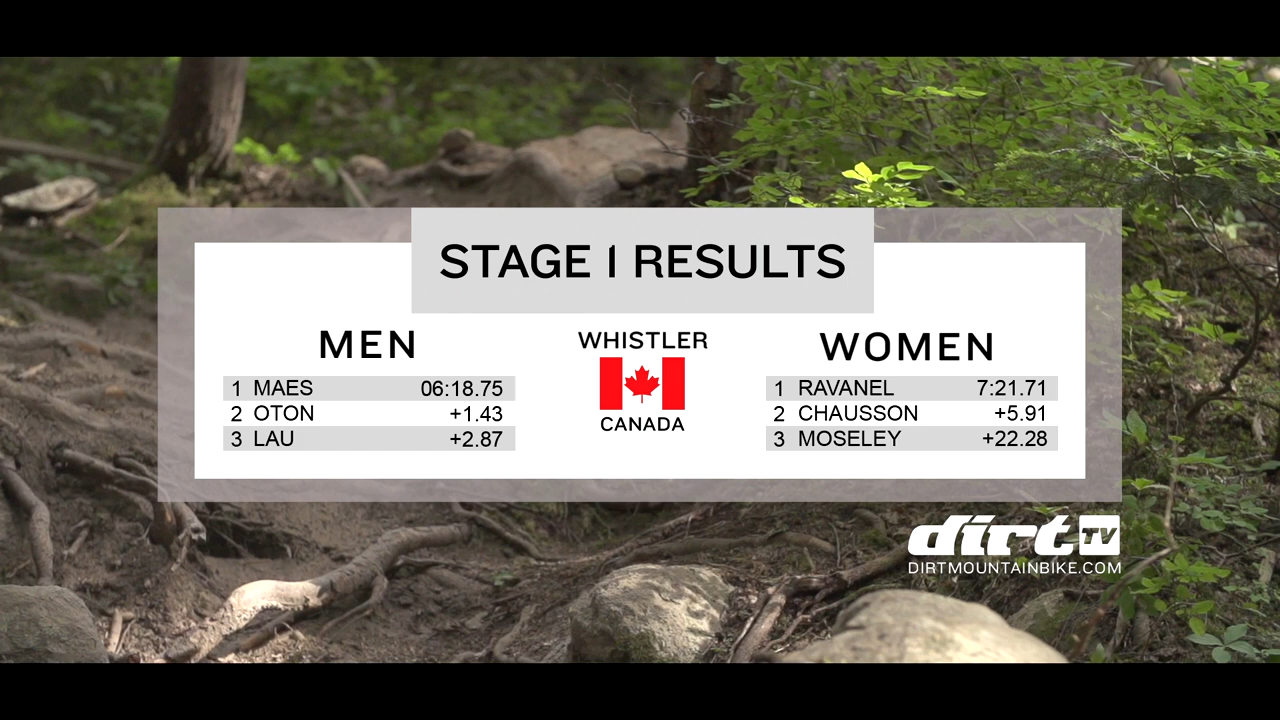 STAGE 1 RESULTS
MEN
1 MAES 06:18.75
2 OTON +1.43
3 LAU +2.87
WHISTLER
CANADA
WOMEN
1 RAVANEL 7:21.71
2 CHAUSSON +5.91
3 MOSELEY +22.28
dirt TV
DIRTMOUNTAINBIKE.COM